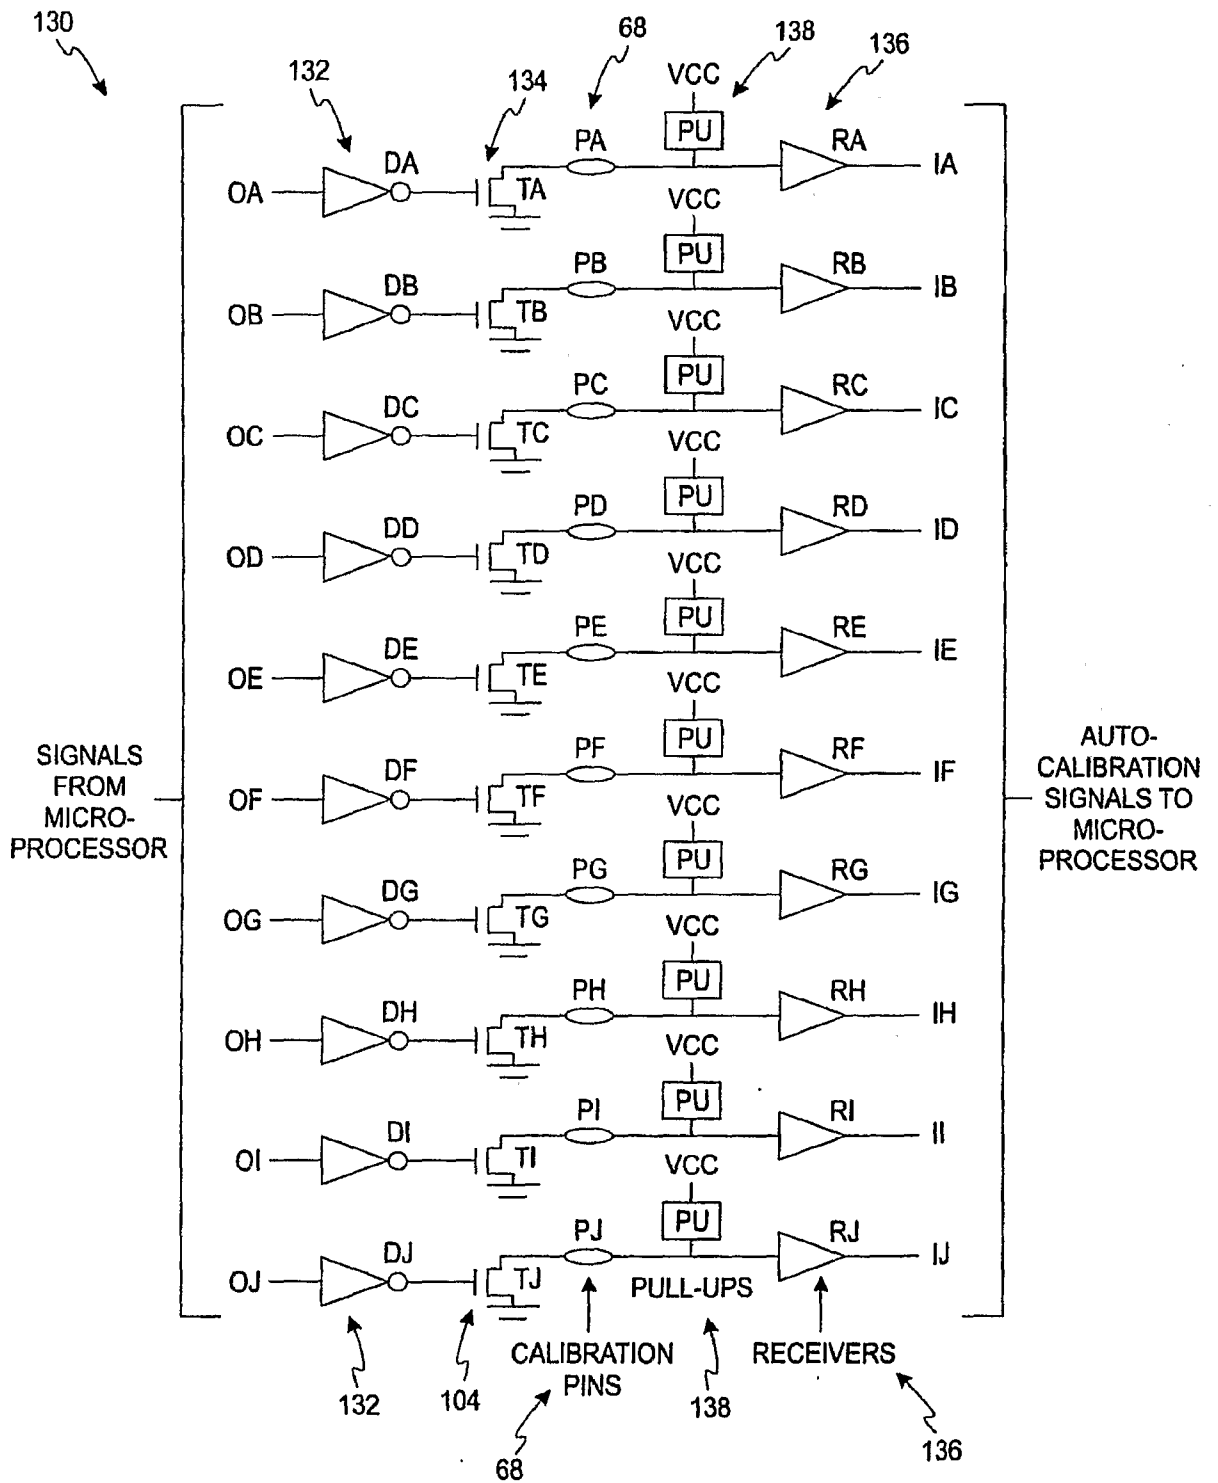 130
132
134
68
138
136
VCC
PU
OA
DA
TA
PA
RA
IA
VCC
PU
OB
DB
TB
PB
RB
IB
VCC
PU
OC
DC
TC
PC
RC
IC
VCC
PU
OD
DD
TD
PD
RD
ID
VCC
PU
OE
DE
TE
PE
RE
IE
VCC
PU
OF
DF
TF
PF
RF
IF
VCC
PU
OG
DG
TG
PG
RG
IG
VCC
PU
OH
DH
TH
PH
RH
IH
VCC
PU
OI
DI
TI
PI
RI
II
VCC
PU
OJ
DJ
TJ
PJ
RJ
IJ
SIGNALS
FROM
MICRO-
PROCESSOR
AUTO-
CALIBRATION
SIGNALS TO
MICRO-
PROCESSOR
PULL-UPS
CALIBRATION
PINS
RECEIVERS
132
104
68
138
136